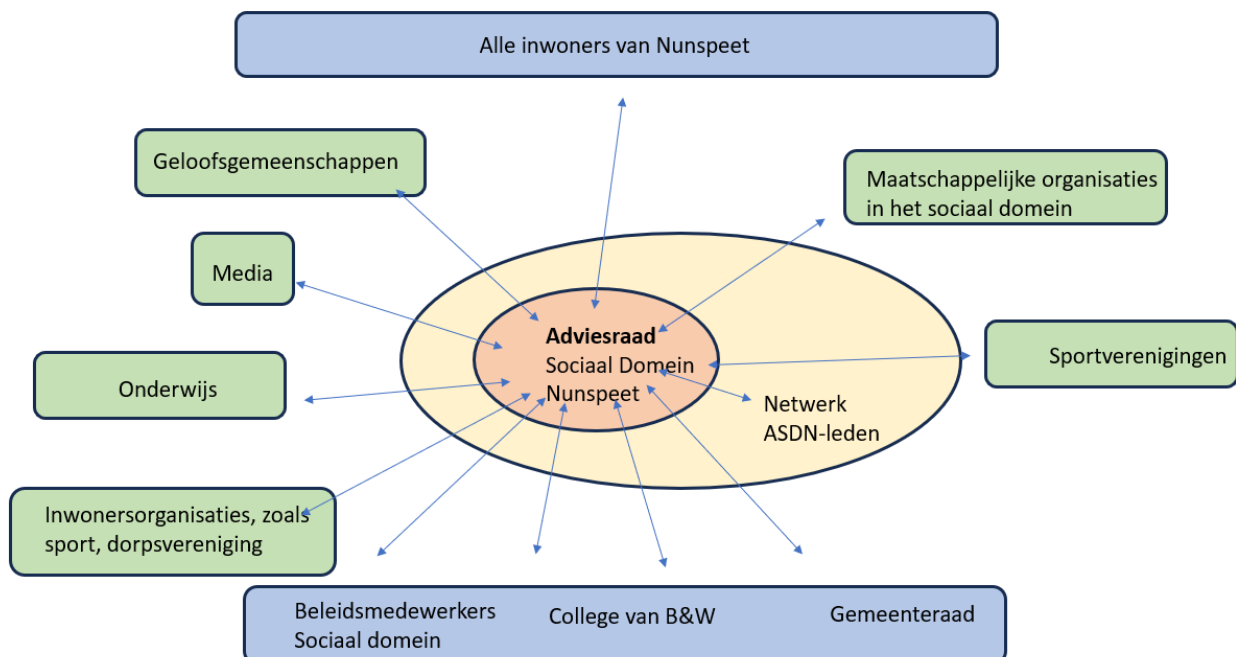 Alle inwoners van Nunspeet
Geloofsgemeenschappen
Maatschappelijke organisaties
in het sociaal domein
Media
Adviesraad
Sociaal Domein
Nunspeet
Sportverenigingen
Onderwijs
Netwerk
ASDN-leden
Inwonersorganisaties, zoals
sport, dorpsvereniging
Beleidsmedewerkers
Sociaal domein
College van B&W
Gemeenteraad